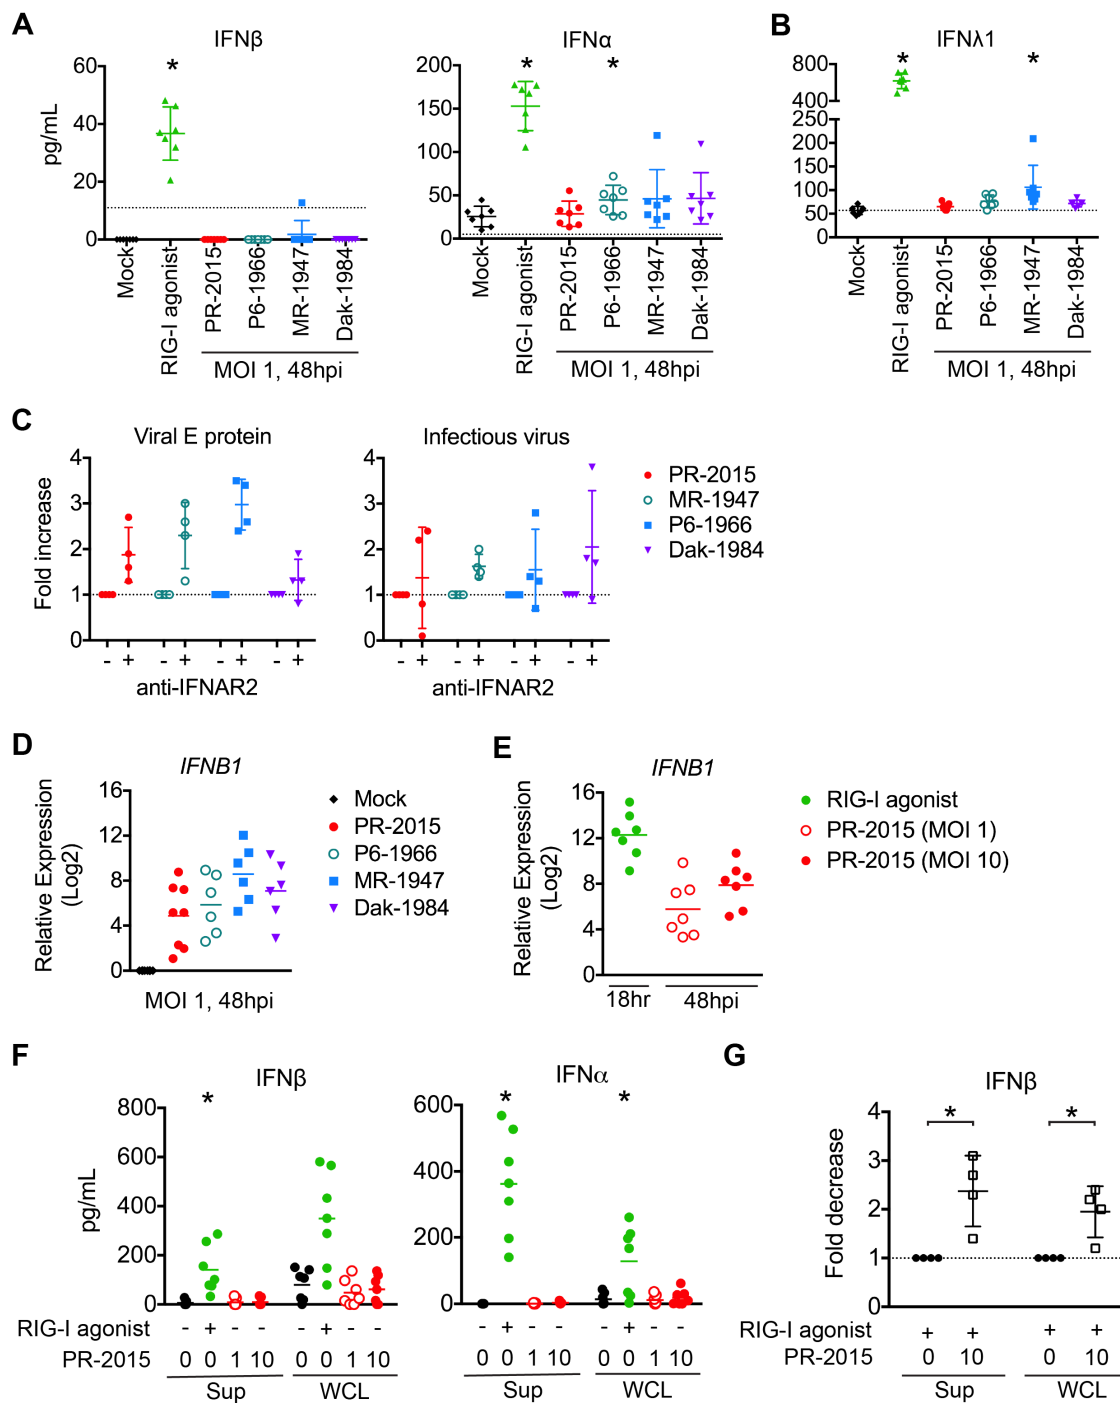 A
IFNβ
pg/mL
60
40
20
0
Mock
RIG-I agonist
PR-2015
P6-1966
MR-1947
Dak-1984
MOI 1, 48hpi
*
IFNα
200
150
100
50
0
Mock
RIG-I agonist
PR-2015
P6-1966
MR-1947
Dak-1984
MOI 1, 48hpi
* *
B
IFNλ1
800
400
250
200
150
100
50
0
Mock
RIG-I agonist
PR-2015
P6-1966
MR-1947
Dak-1984
MOI 1, 48hpi
* *
C
Viral E protein
Fold increase
4
3
2
1
0
- + - + - + - +
anti-IFNAR2
Infectious virus
4
3
2
1
0
- + - + - + - +
anti-IFNAR2
PR-2015
MR-1947
P6-1966
Dak-1984
D
IFNB1
Relative Expression
(Log2)
16
12
8
4
0
MOI 1, 48hpi
Mock
PR-2015
P6-1966
MR-1947
Dak-1984
E
IFNB1
Relative Expression
(Log2)
16
12
8
4
0
18hr 48hpi
RIG-I agonist
PR-2015 (MOI 1)
PR-2015 (MOI 10)
F
IFNβ
pg/mL
*
800
600
400
200
0
RIG-I agonist - + - - - + - -
PR-2015 0 0 1 10 0 0 1 10
Sup WCL
IFNα
* *
600
400
200
0
- + - - - + - -
0 0 1 10 0 0 1 10
Sup WCL
G
IFNβ
Fold decrease
* *
4
3
2
1
0
RIG-I agonist + + + +
PR-2015 0 10 0 10
Sup WCL